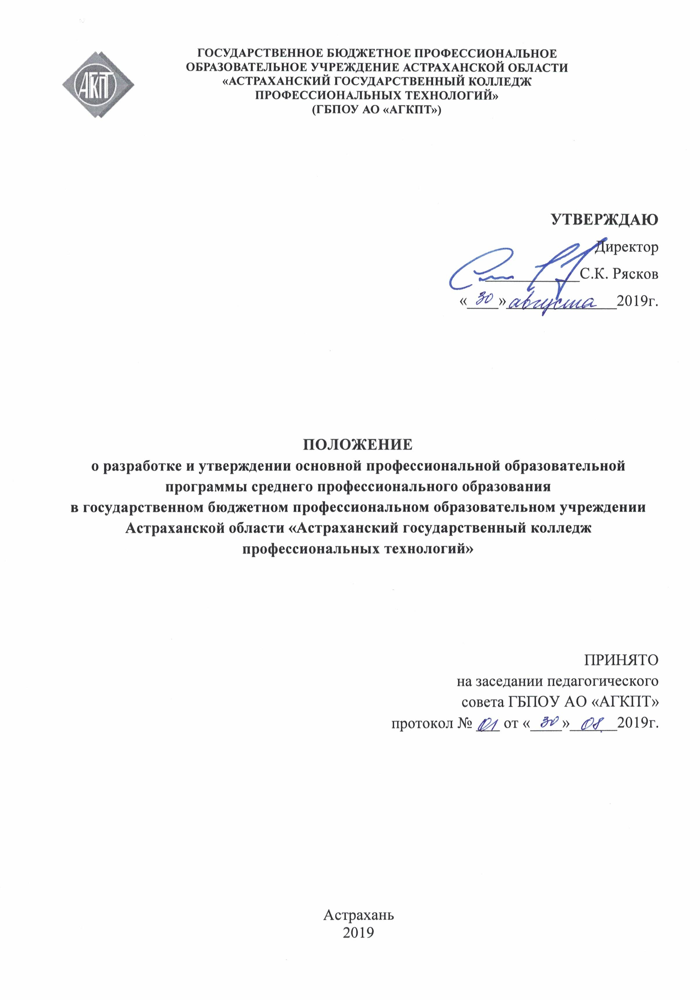 АГКПТ
ГОСУДАРСТВЕННОЕ БЮДЖЕТНОЕ ПРОФЕССИОНАЛЬНОЕ
ОБРАЗОВАТЕЛЬНОЕ УЧРЕЖДЕНИЕ АСТРАХАНСКОЙ ОБЛАСТИ
«АСТРАХАНСКИЙ ГОСУДАРСТВЕННЫЙ КОЛЛЕДЖ
ПРОФЕССИОНАЛЬНЫХ ТЕХНОЛОГИЙ»
(ГБПОУ АО «АГКПТ»)
УТВЕРЖДАЮ
Директор
____________С.К. Рясков
«30» августа 2019г.
ПОЛОЖЕНИЕ
о разработке и утверждении основной профессиональной образовательной
программы среднего профессионального образования
в государственном бюджетном профессиональном образовательном учреждении
Астраханской области «Астраханский государственный колледж
профессиональных технологий»
ПРИНЯТО
на заседании педагогического
совета ГБПОУ АО «АГКПТ»
протокол № 01 от «30» 08 2019г.
Астрахань
2019